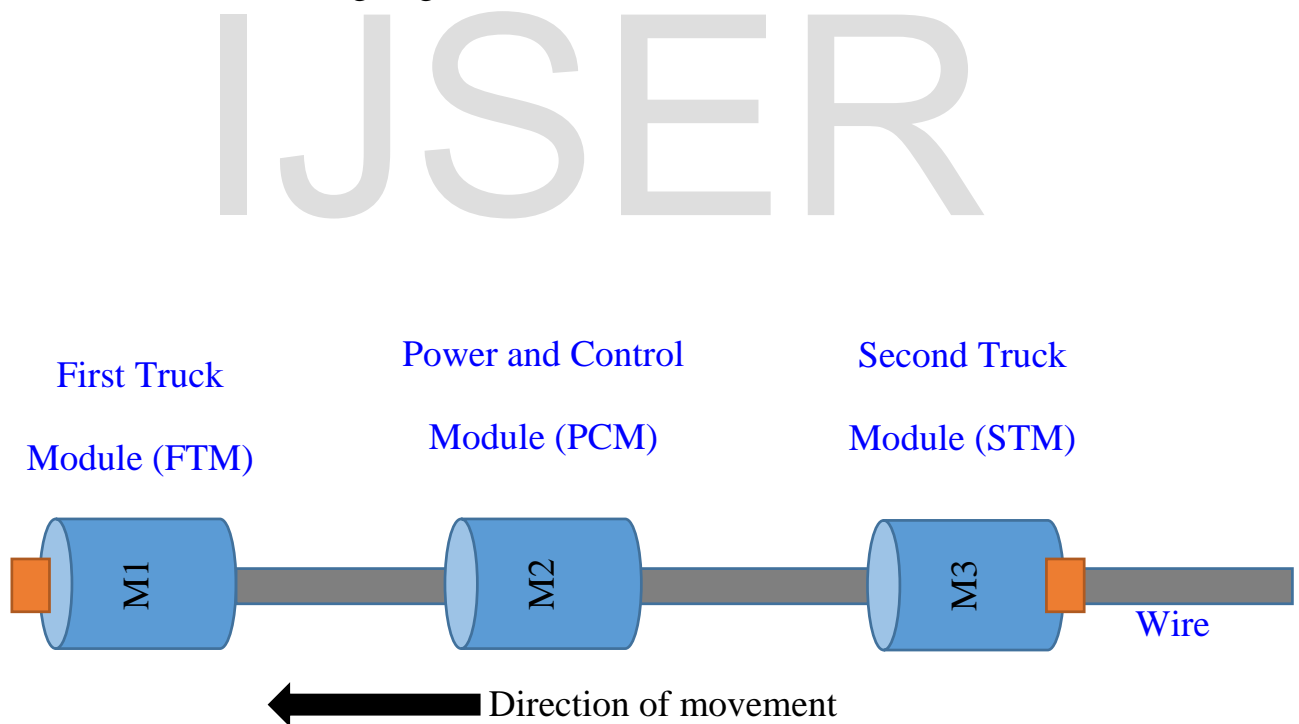 IJSER
First Truck
Module (FTM)
Power and Control
Module (PCM)
Second Truck
Module (STM)
M1
M2
M3
Wire
Direction of movement